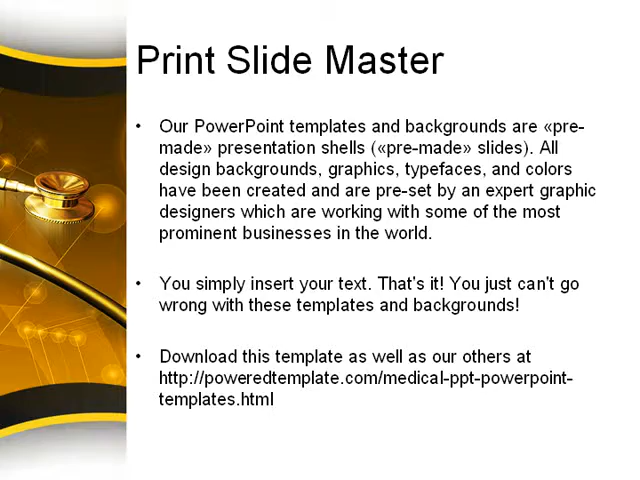 Print Slide Master
• Our PowerPoint templates and backgrounds are «pre-
made» presentation shells («pre-made» slides). All
design backgrounds, graphics, typefaces, and colors
have been created and are pre-set by an expert graphic
designers which are working with some of the most
prominent businesses in the world.
• You simply insert your text. That's it! You just can't go
wrong with these templates and backgrounds!
• Download this template as well as our others at
http://poweredtemplate.com/medical-ppt-powerpoint-
templates.html